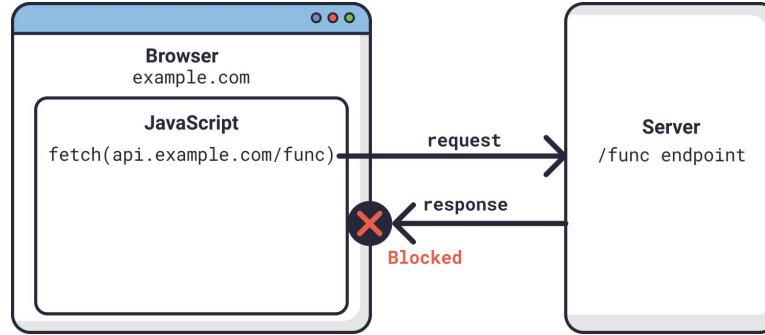 Browser
example.com
JavaScript
fetch(api.example.com/func)
request
response
Blocked
Server
/func endpoint